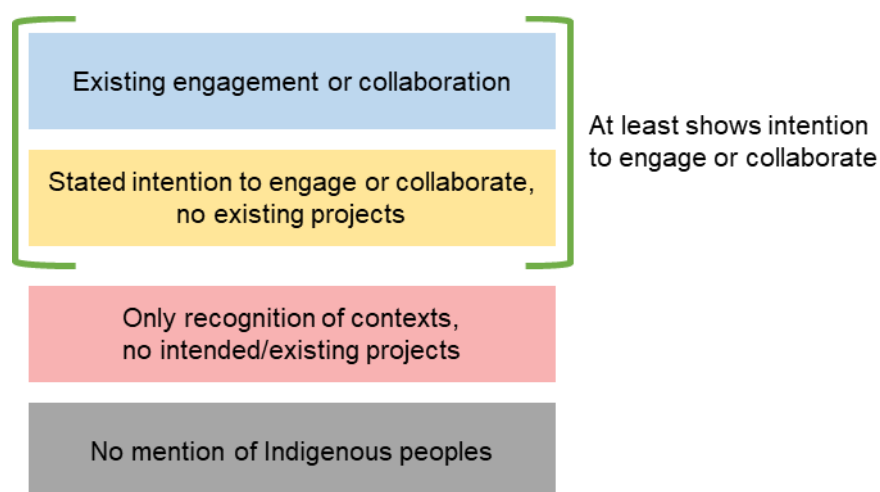 Existing engagement or collaboration
At least shows intention
to engage or collaborate
Stated intention to engage or collaborate,
no existing projects
Only recognition of contexts,
no intended/existing projects
No mention of Indigenous peoples